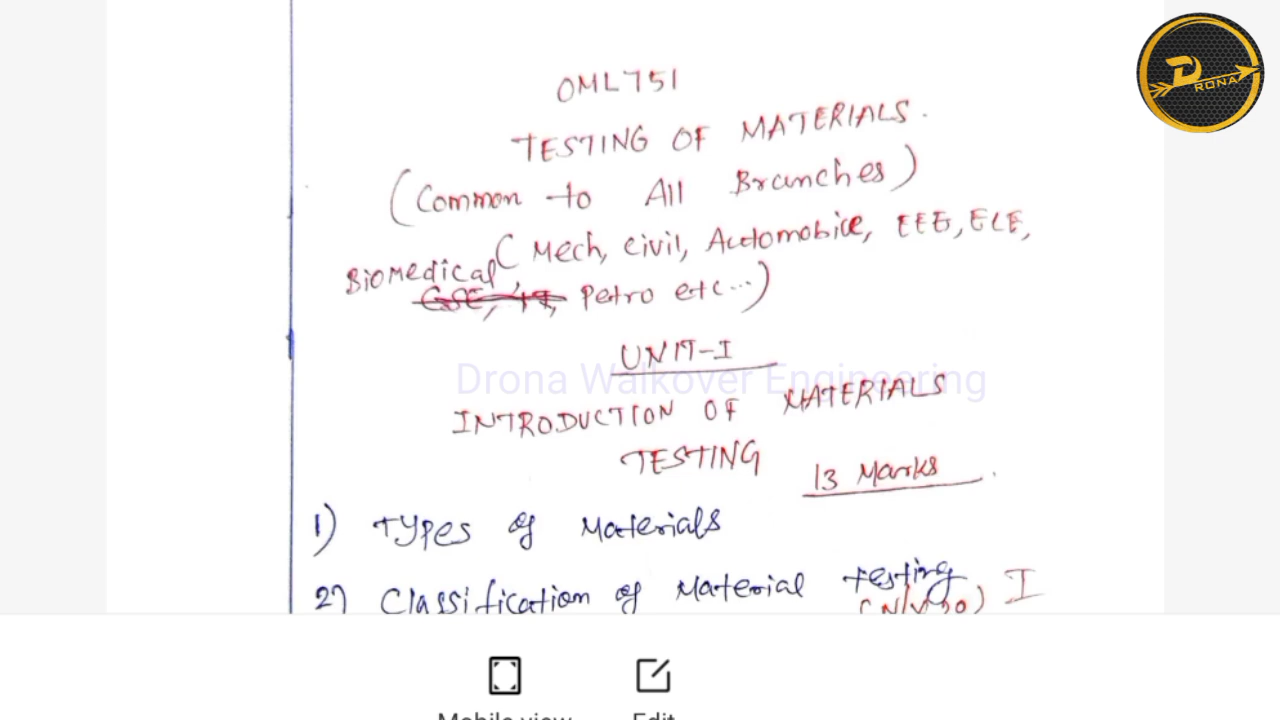 OML751
TESTING OF MATERIALS.
(Common to All Branches)
(Mech, Civil, Automobile, EEE, ECE,
Biomedical, Petro etc...)
UNIT-I
Drona Walkover Engineering
INTRODUCTION OF MATERIALS
TESTING 13 Marks.
1) Types of Materials
2) Classification of Material testing I
DRONA
Mobile view Edit